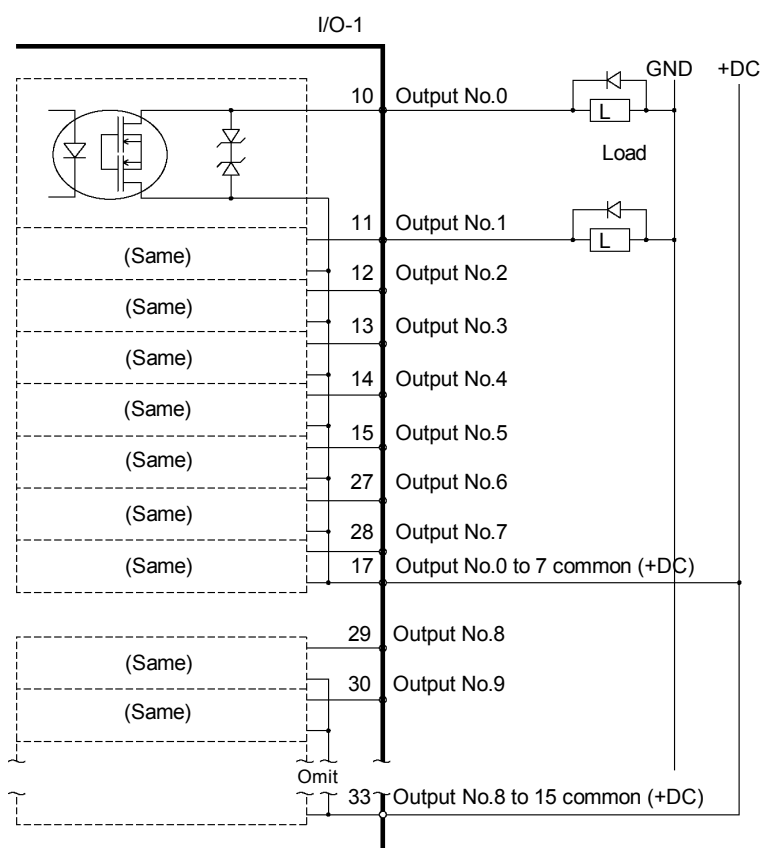 I/O-1
GND +DC
10 Output No.0
L
Load
11 Output No.1
L
(Same)
12 Output No.2
(Same)
13 Output No.3
(Same)
14 Output No.4
(Same)
15 Output No.5
(Same)
27 Output No.6
(Same)
28 Output No.7
(Same)
17 Output No.0 to 7 common (+DC)
29 Output No.8
(Same)
30 Output No.9
(Same)
Omit
33 Output No.8 to 15 common (+DC)